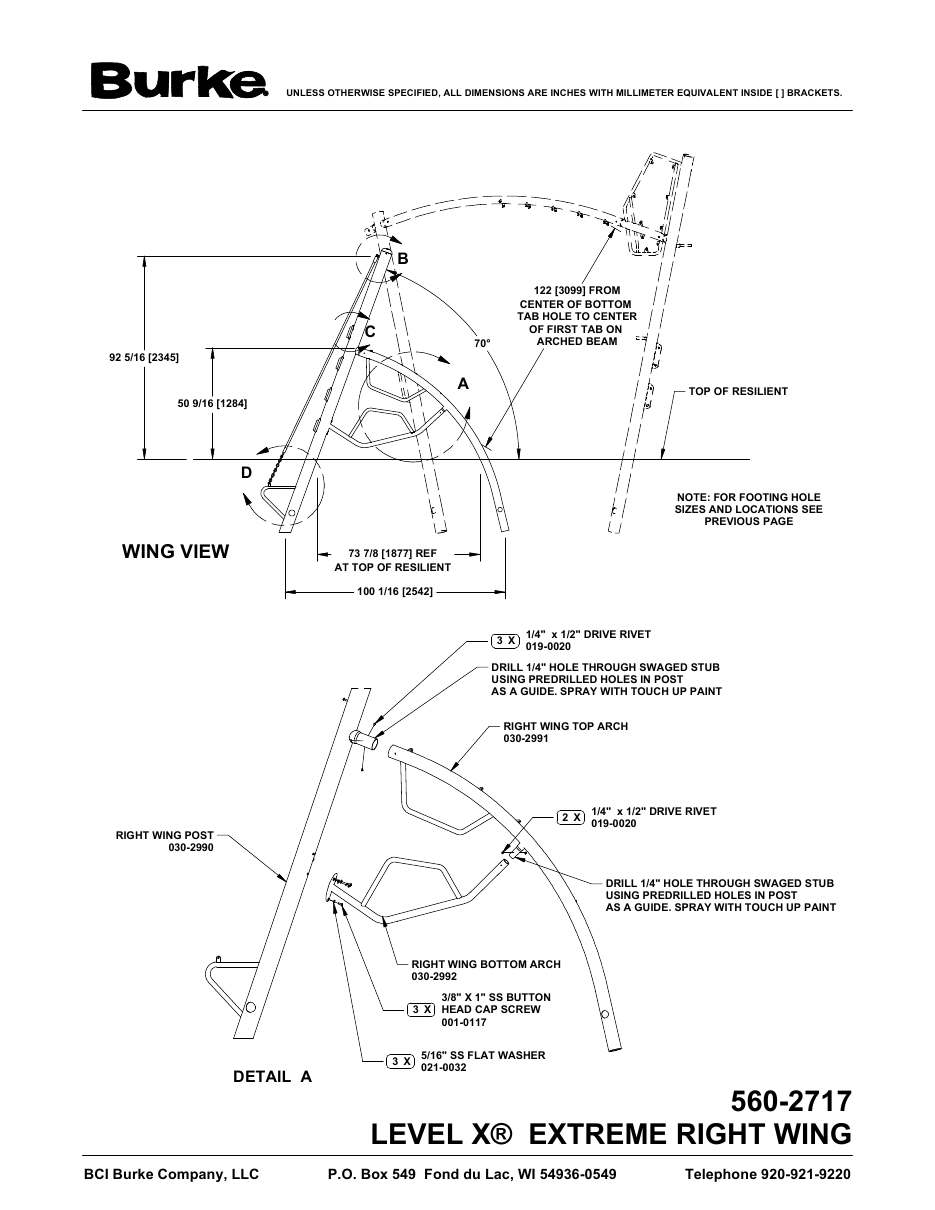 Burke®
UNLESS OTHERWISE SPECIFIED, ALL DIMENSIONS ARE INCHES WITH MILLIMETER EQUIVALENT INSIDE [ ] BRACKETS.
B
122 [3099] FROM
CENTER OF BOTTOM
TAB HOLE TO CENTER
OF FIRST TAB ON
ARCHED BEAM
C
70°
92 5/16 [2345]
A
TOP OF RESILIENT
50 9/16 [1284]
D
NOTE: FOR FOOTING HOLE
SIZES AND LOCATIONS SEE
PREVIOUS PAGE
WING VIEW
73 7/8 [1877] REF
AT TOP OF RESILIENT
100 1/16 [2542]
3 X
1/4" x 1/2" DRIVE RIVET
019-0020
DRILL 1/4" HOLE THROUGH SWAGED STUB
USING PREDRILLED HOLES IN POST
AS A GUIDE. SPRAY WITH TOUCH UP PAINT
RIGHT WING TOP ARCH
030-2991
2 X
1/4" x 1/2" DRIVE RIVET
019-0020
RIGHT WING POST
030-2990
DRILL 1/4" HOLE THROUGH SWAGED STUB
USING PREDRILLED HOLES IN POST
AS A GUIDE. SPRAY WITH TOUCH UP PAINT
RIGHT WING BOTTOM ARCH
030-2992
3 X
3/8" X 1" SS BUTTON
HEAD CAP SCREW
001-0117
3 X
5/16" SS FLAT WASHER
021-0032
DETAIL A
560-2717
LEVEL X® EXTREME RIGHT WING
BCI Burke Company, LLC P.O. Box 549 Fond du Lac, WI 54936-0549 Telephone 920-921-9220